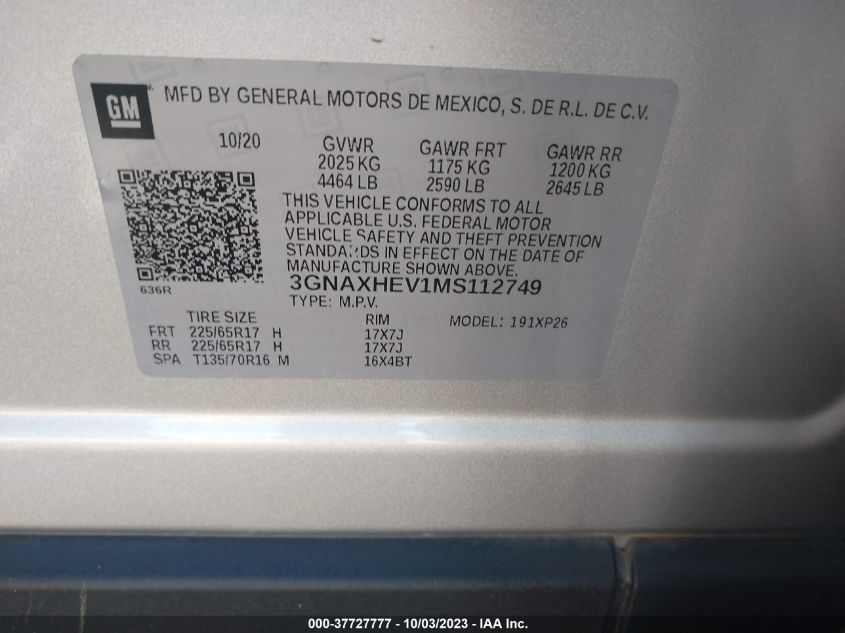 GM
MFD BY GENERAL MOTORS DE MEXICO, S. DE R.L. DE C.V.
10/20
GVWR GAWR FRT GAWR RR
2025 KG 1175 KG 1200 KG
4464 LB 2590 LB 2645 LB
THIS VEHICLE CONFORMS TO ALL
APPLICABLE U.S. FEDERAL MOTOR
VEHICLE SAFETY AND THEFT PREVENTION
STANDARDS IN EFFECT ON THE DATE OF
MANUFACTURE SHOWN ABOVE.
636R
3GNAXHEV1MS112749
TYPE: M.P.V.
TIRE SIZE RIM MODEL: 191XP26
FRT 225/65R17 H 17X7J
RR 225/65R17 H 17X7J
SPA T135/70R16 M 16X4BT
000-37727777 - 10/03/2023 - IAA Inc.